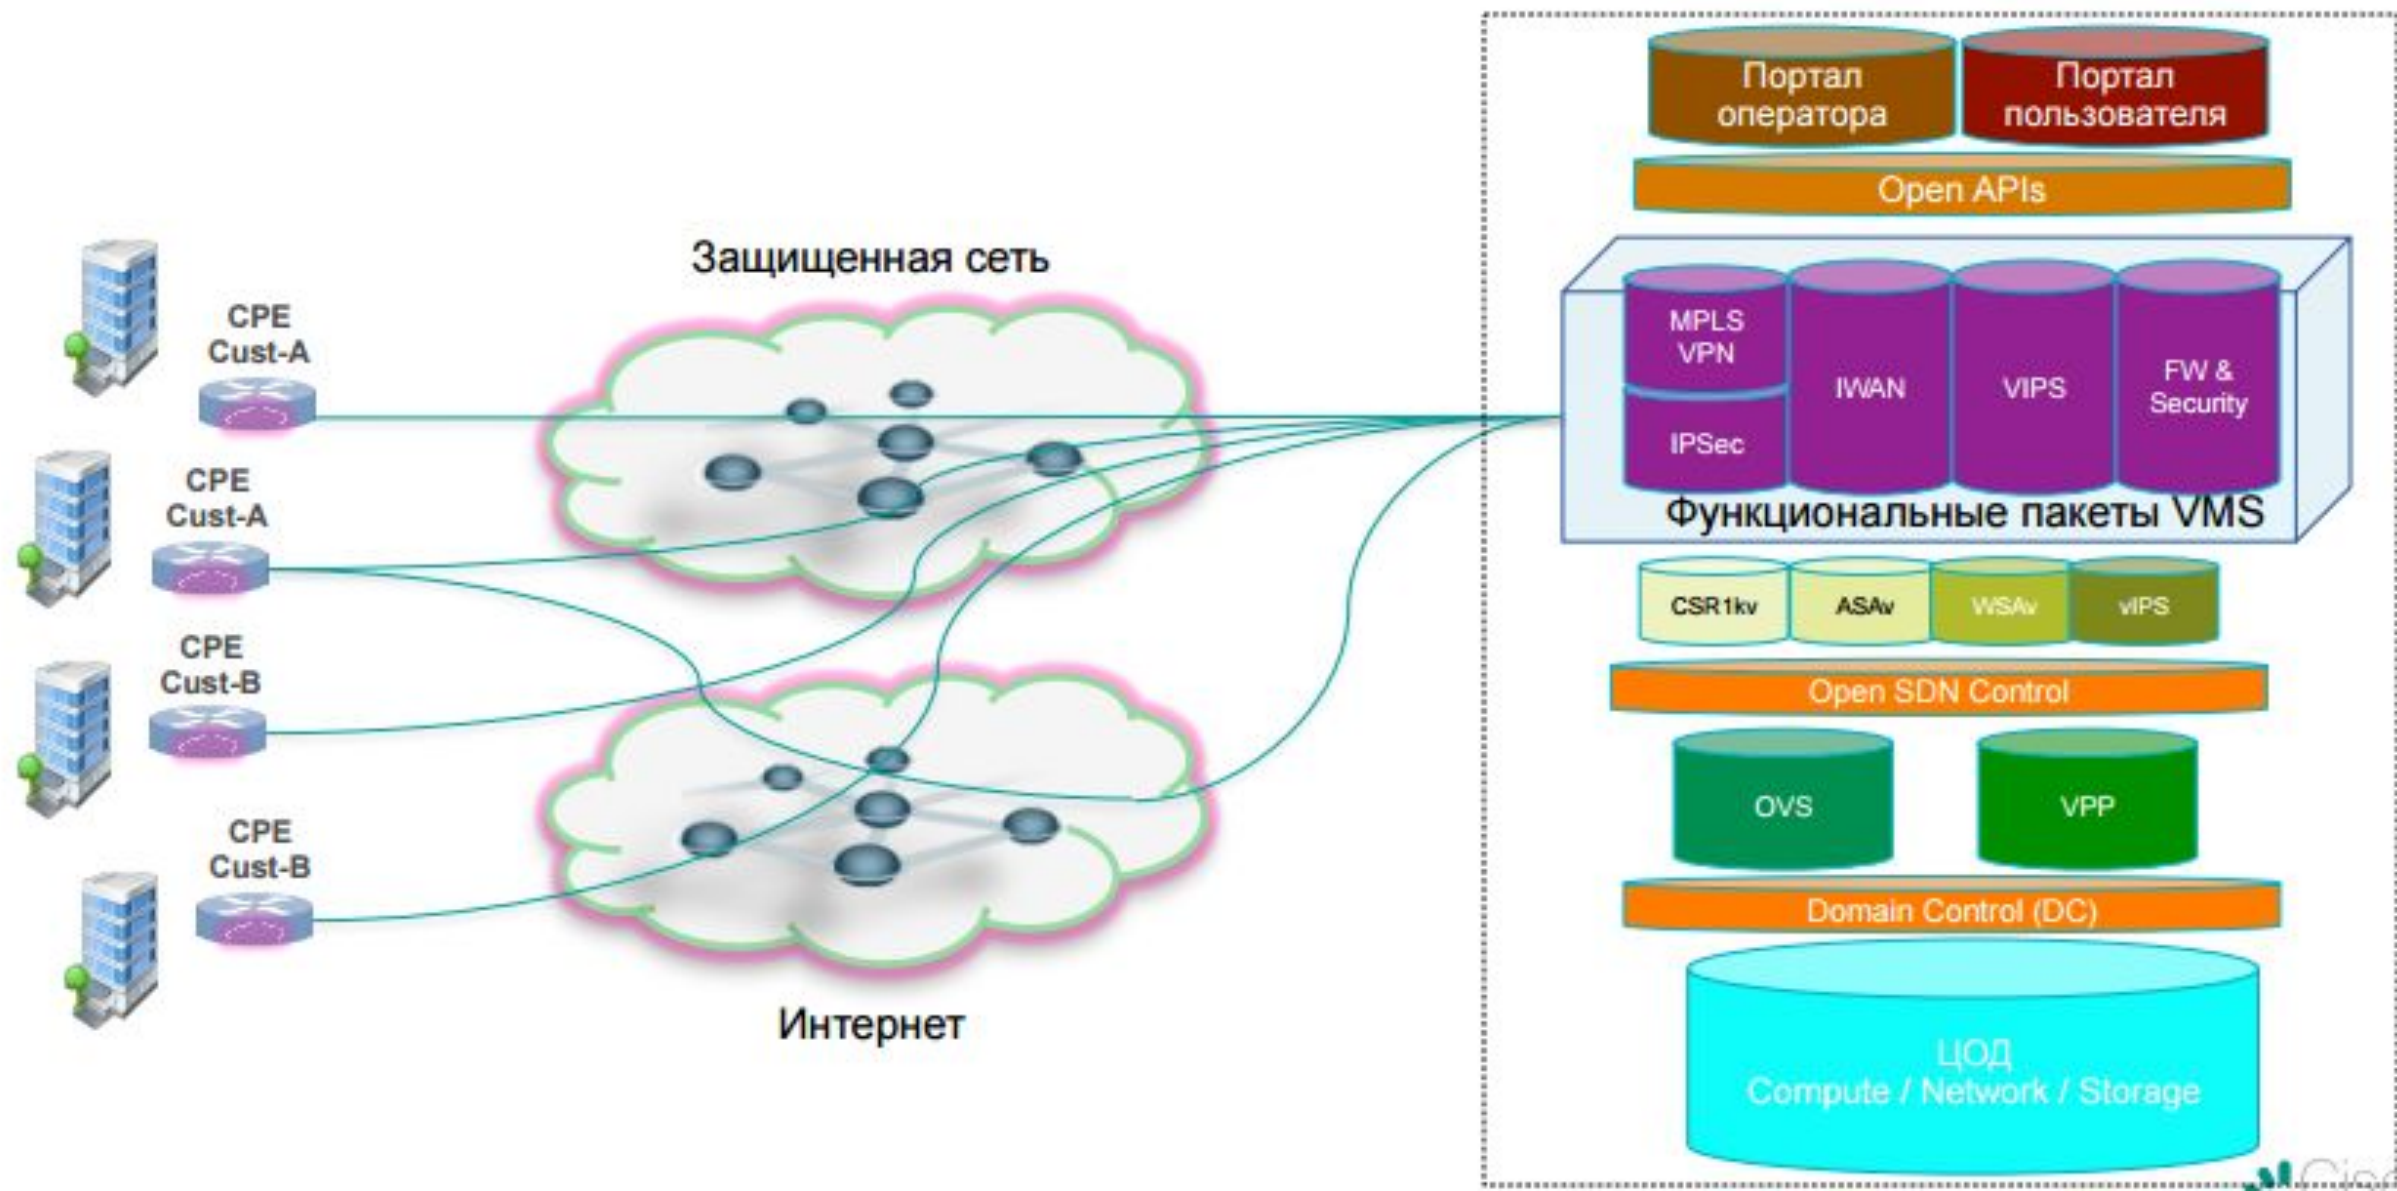 Портал
оператора
Портал
пользователя
Open APIs
Защищенная сеть
CPE
Cust-A
CPE
Cust-A
CPE
Cust-B
CPE
Cust-B
Интернет
MPLS
VPN
IPSec
IWAN
VIPS
FW &
Security
Функциональные пакеты VMS
CSR1kv
ASAv
WSAv
vIPS
Open SDN Control
OVS
VPP
Domain Control (DC)
ЦОД
Compute / Network / Storage